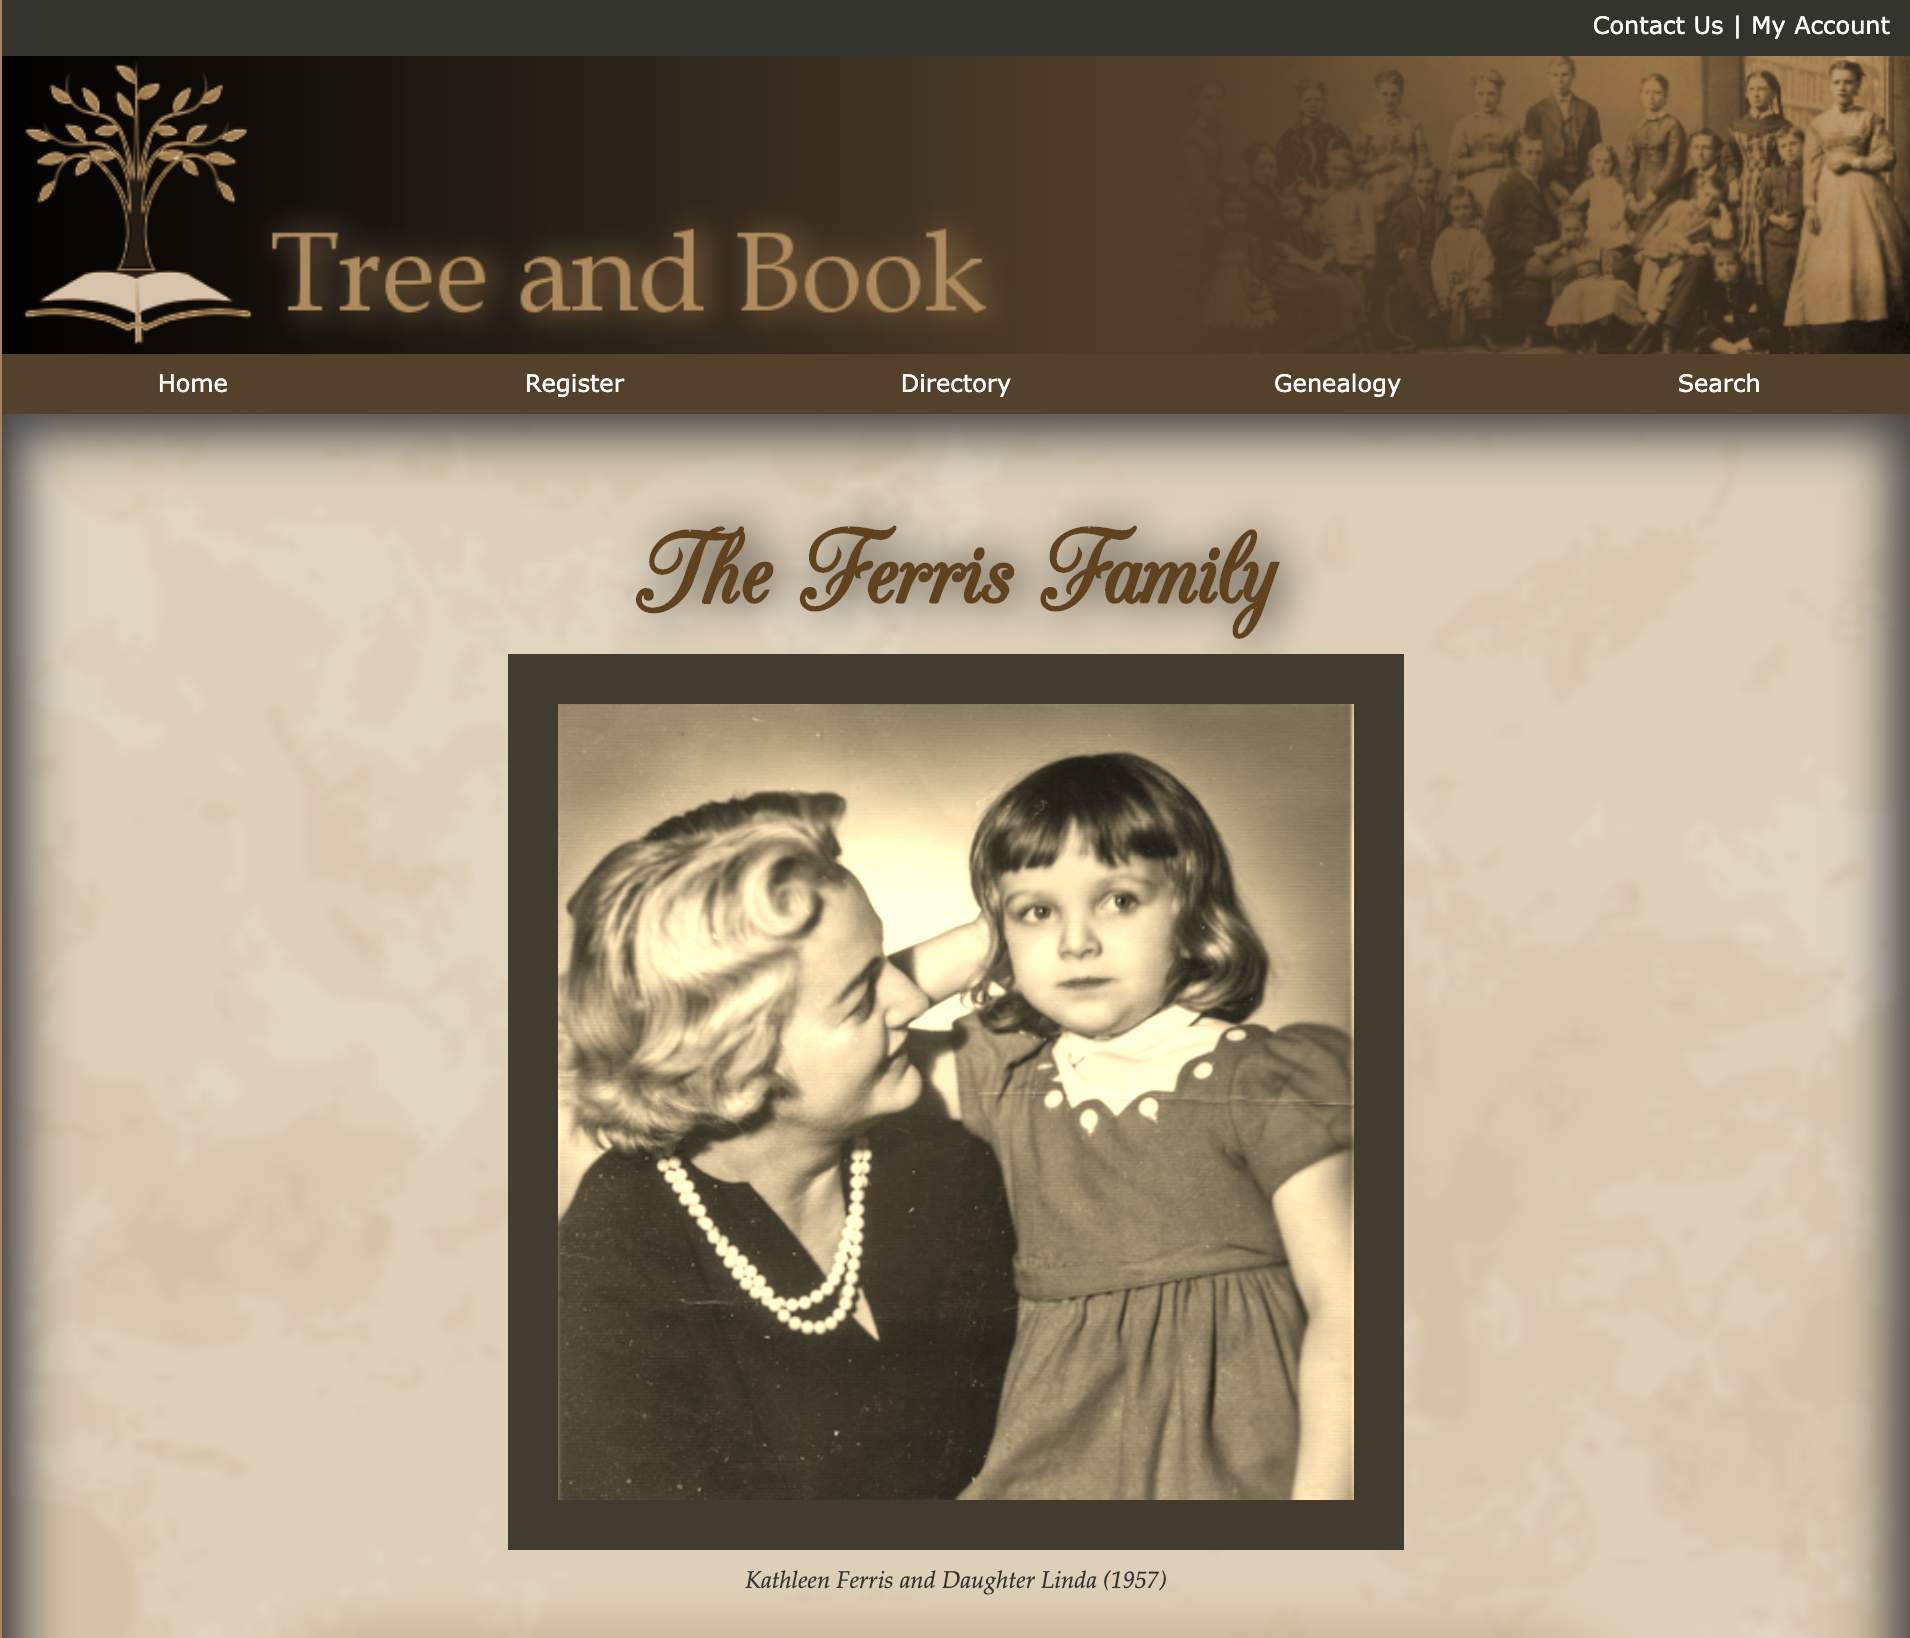 Contact Us | My Account
Tree and Book
Home Register Directory Genealogy Search
The Ferris Family
Kathleen Ferris and Daughter Linda (1957)